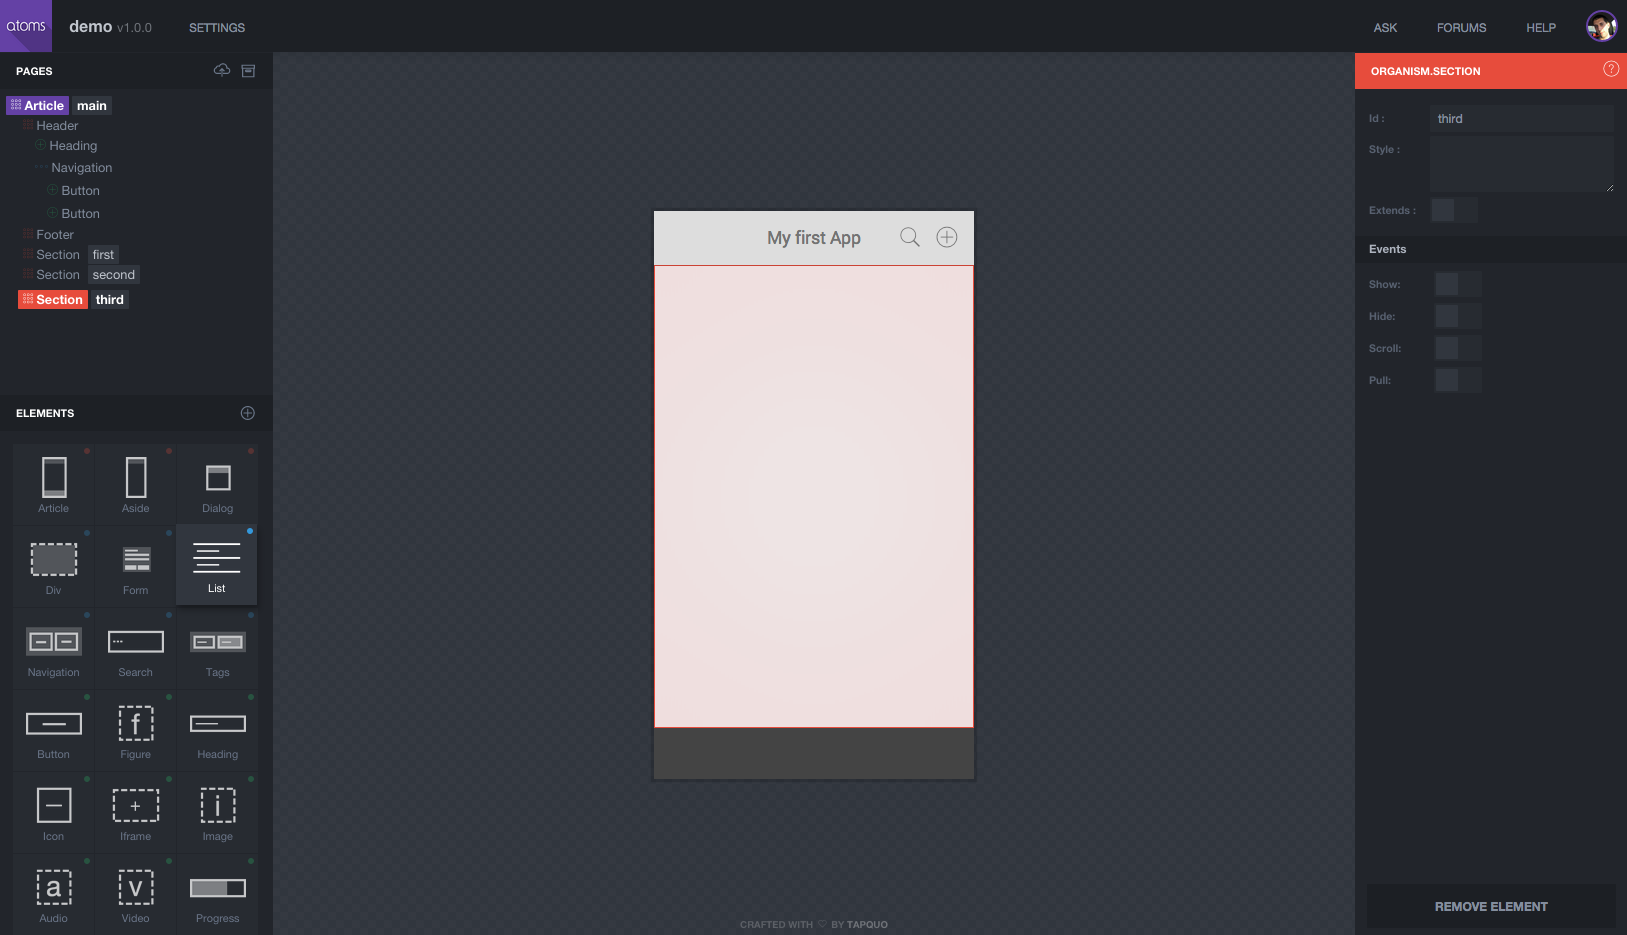 atoms demo v1.0.0 SETTINGS ASK FORUMS HELP
PAGES
Article main
Header
Heading
Navigation
Button
Button
Footer
Section first
Section second
Section third
ELEMENTS
Article Aside Dialog
Div Form List
Navigation Search Tags
f
Button Figure Heading
+ i
Icon Iframe Image
a v
Audio Video Progress
My first App
CRAFTED WITH ♡ BY TAPQUO
ORGANISM.SECTION ?
Id : third
Style :
Extends :
Events
Show:
Hide:
Scroll:
Pull:
REMOVE ELEMENT